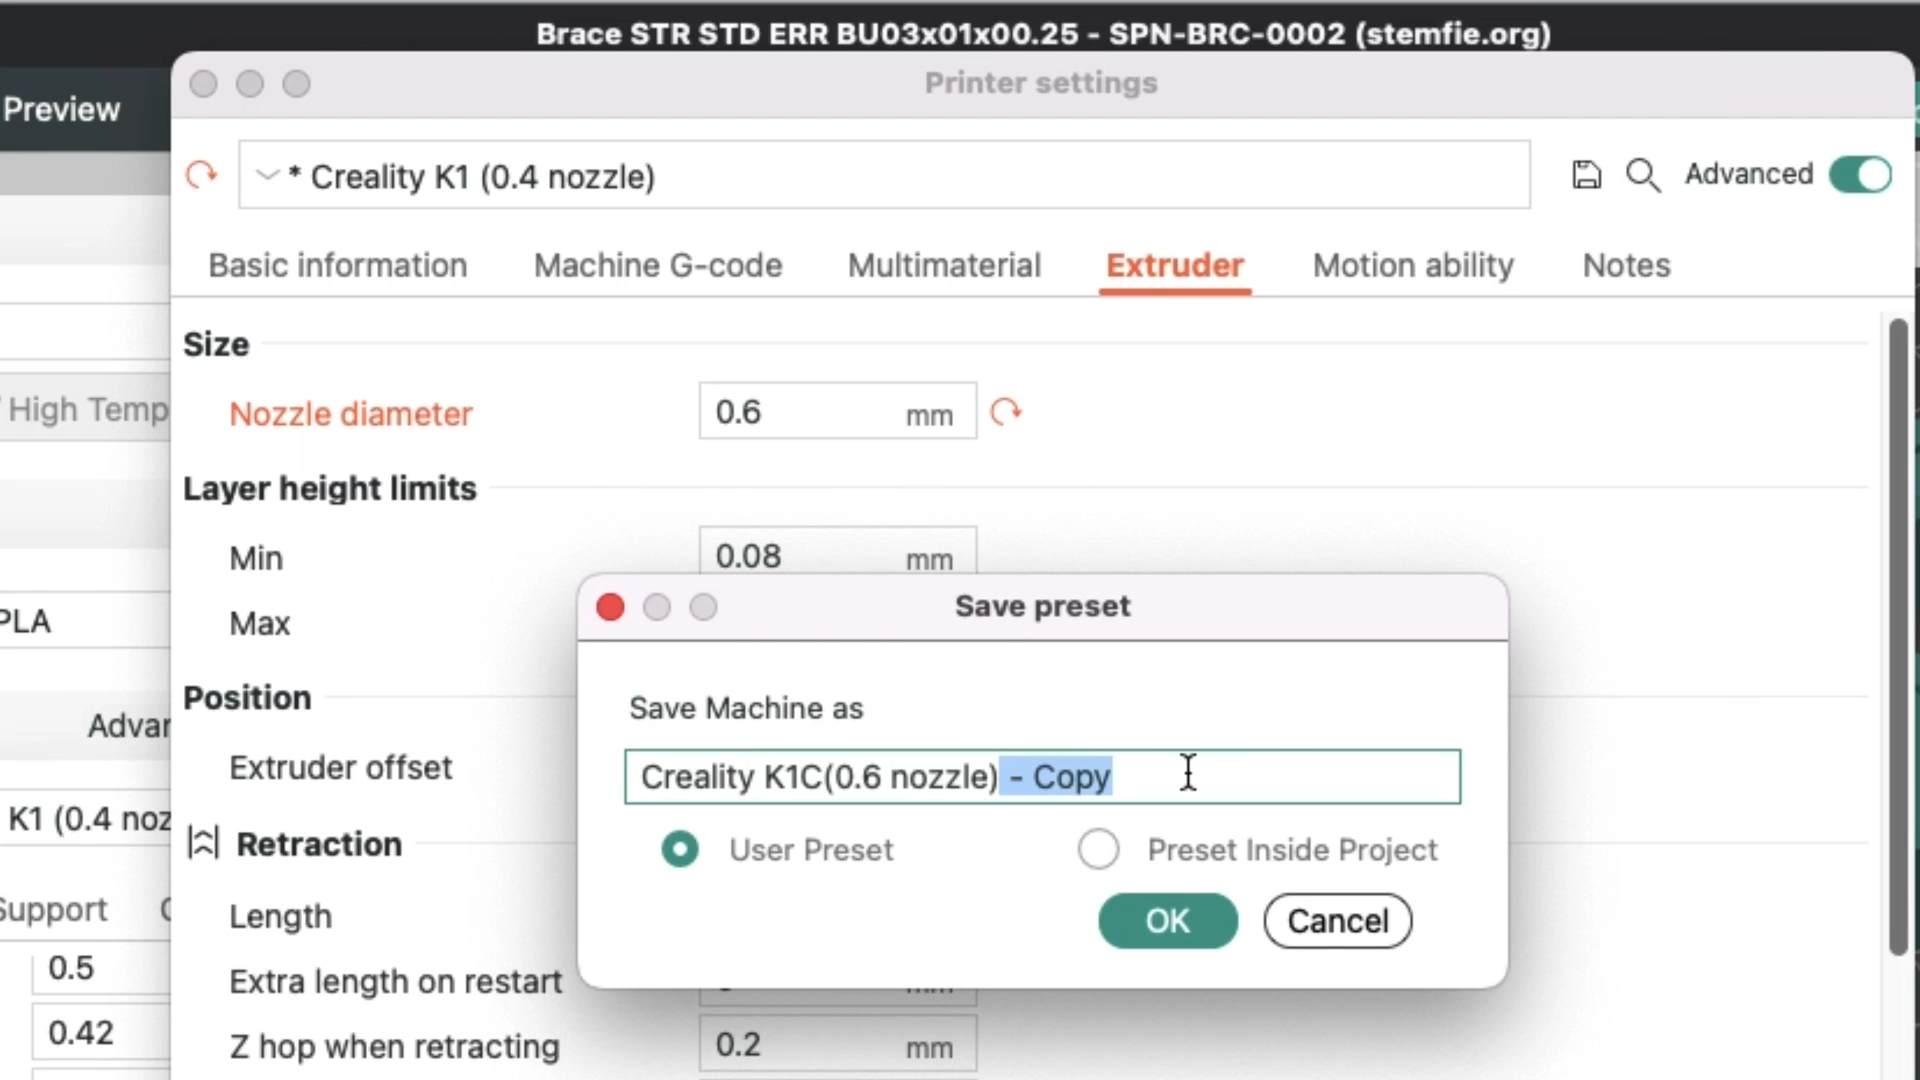 Brace STR STD ERR BU03x01x00.25 - SPN-BRC-0002 (stemfie.org)
Preview
Printer settings
* Creality K1 (0.4 nozzle)
Advanced
Basic information
Machine G-code
Multimaterial
Extruder
Motion ability
Notes
Size
Nozzle diameter
0.6 mm
Layer height limits
Min
0.08 mm
Max
Position
Extruder offset
Retraction
Length
Extra length on restart
mm
Z hop when retracting
0.2 mm
High Temp
PLA
Advan
K1 (0.4 noz
Support
0.5
0.42
Save preset
Save Machine as
Creality K1C(0.6 nozzle) - Copy
User Preset
Preset Inside Project
OK
Cancel